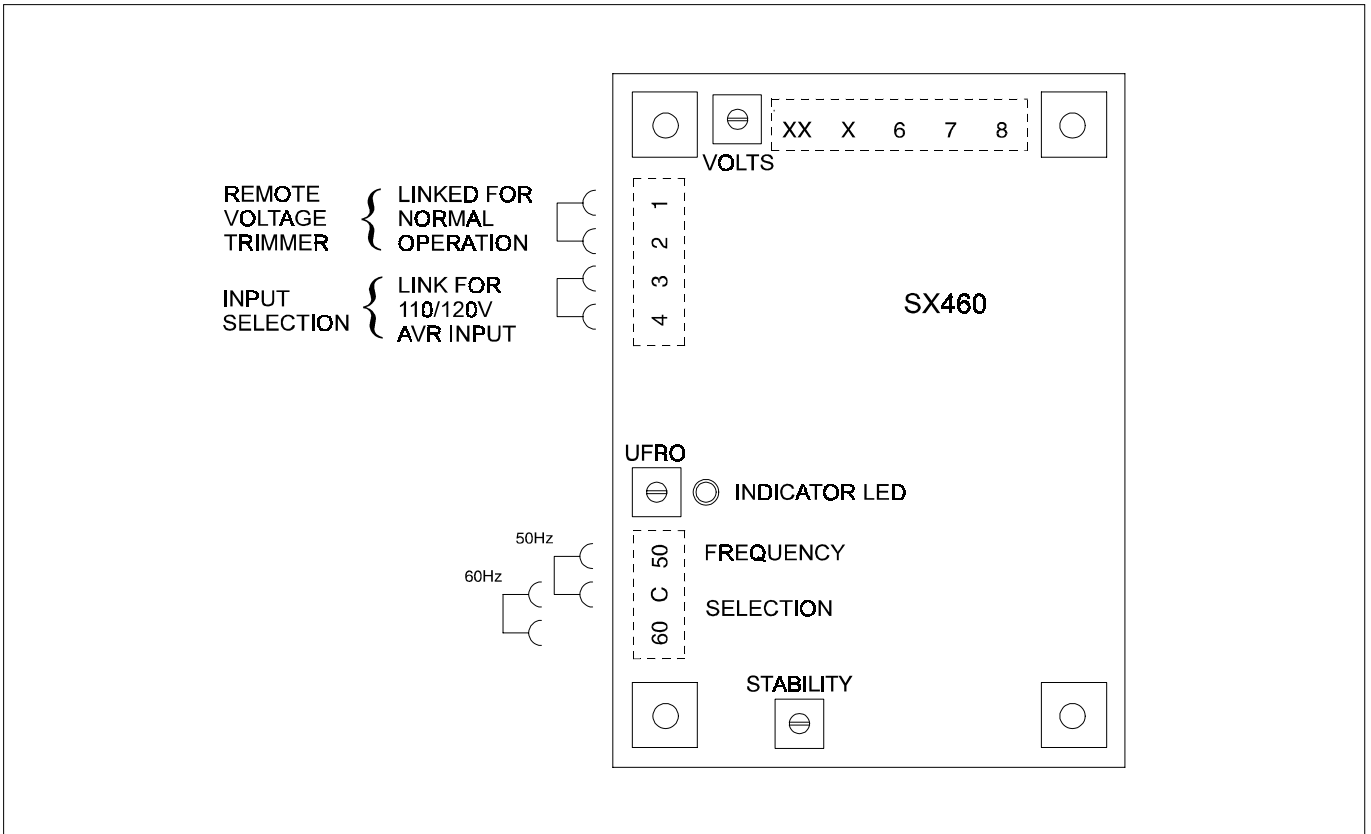 XX X 6 7 8
VOLTS
REMOTE
VOLTAGE
TRIMMER
LINKED FOR
NORMAL
OPERATION
1
2
INPUT
SELECTION
LINK FOR
110/120V
AVR INPUT
3
4
SX460
UFRO
INDICATOR LED
50Hz
60Hz
50
C
60
FREQUENCY
SELECTION
STABILITY